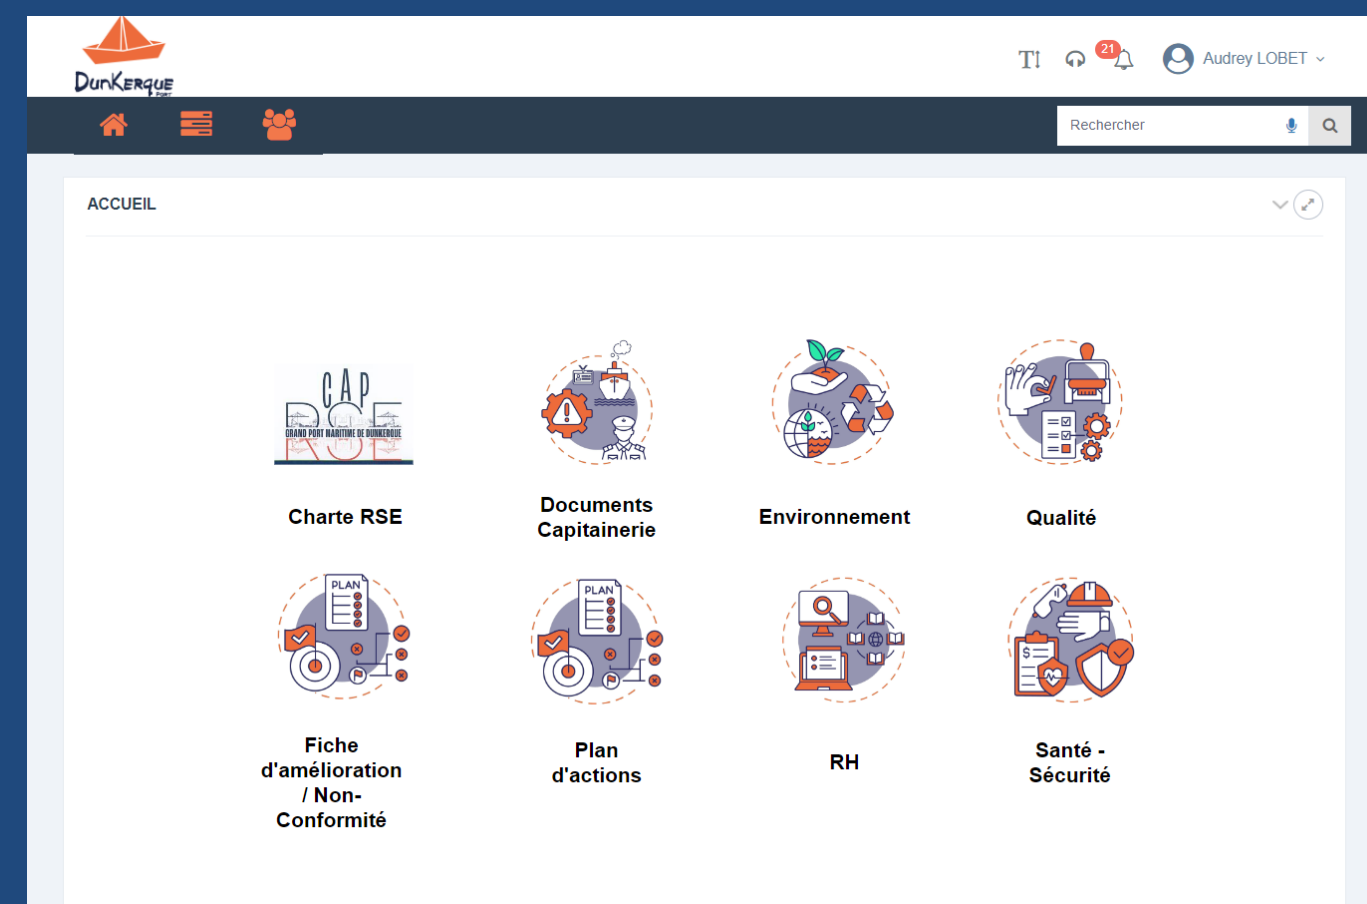 DunKerque
PORT
21
Audrey LOBET
Rechercher
ACCUEIL
CAP
RSE
GRAND PORT MARITIME DE DUNKERQUE
RSE
Charte RSE
Documents
Capitainerie
Environnement
Qualité
PLAN
PLAN
Fiche
d'amélioration
/ Non-
Conformité
Plan
d'actions
RH
Santé -
Sécurité